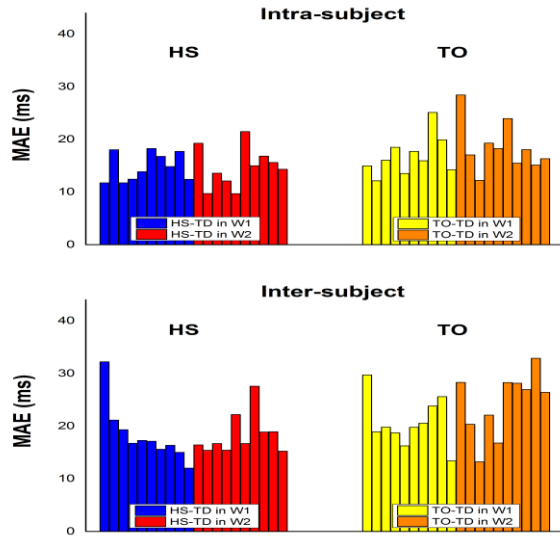 Intra-subject
HS TO
MAE (ms)
40
30
20
10
0
HS-TD in W1
HS-TD in W2
TO-TD in W1
TO-TD in W2
Inter-subject
HS TO
MAE (ms)
40
30
20
10
0
HS-TD in W1
HS-TD in W2
TO-TD in W1
TO-TD in W2